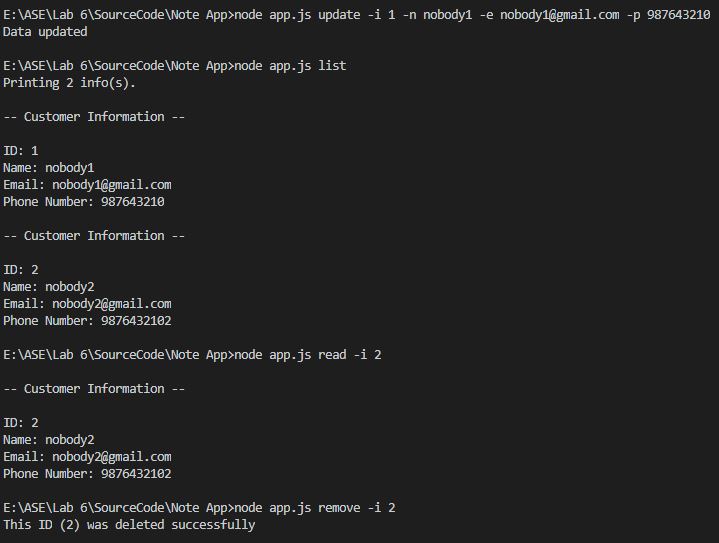 E:\ASE\Lab 6\SourceCode\Note App>node app.js update -i 1 -n nobody1 -e nobody1@gmail.com -p 987643210
Data updated
E:\ASE\Lab 6\SourceCode\Note App>node app.js list
Printing 2 info(s).
-- Customer Information --
ID: 1
Name: nobody1
Email: nobody1@gmail.com
Phone Number: 987643210
-- Customer Information --
ID: 2
Name: nobody2
Email: nobody2@gmail.com
Phone Number: 9876432102
E:\ASE\Lab 6\SourceCode\Note App>node app.js read -i 2
-- Customer Information --
ID: 2
Name: nobody2
Email: nobody2@gmail.com
Phone Number: 9876432102
E:\ASE\Lab 6\SourceCode\Note App>node app.js remove -i 2
This ID (2) was deleted successfully